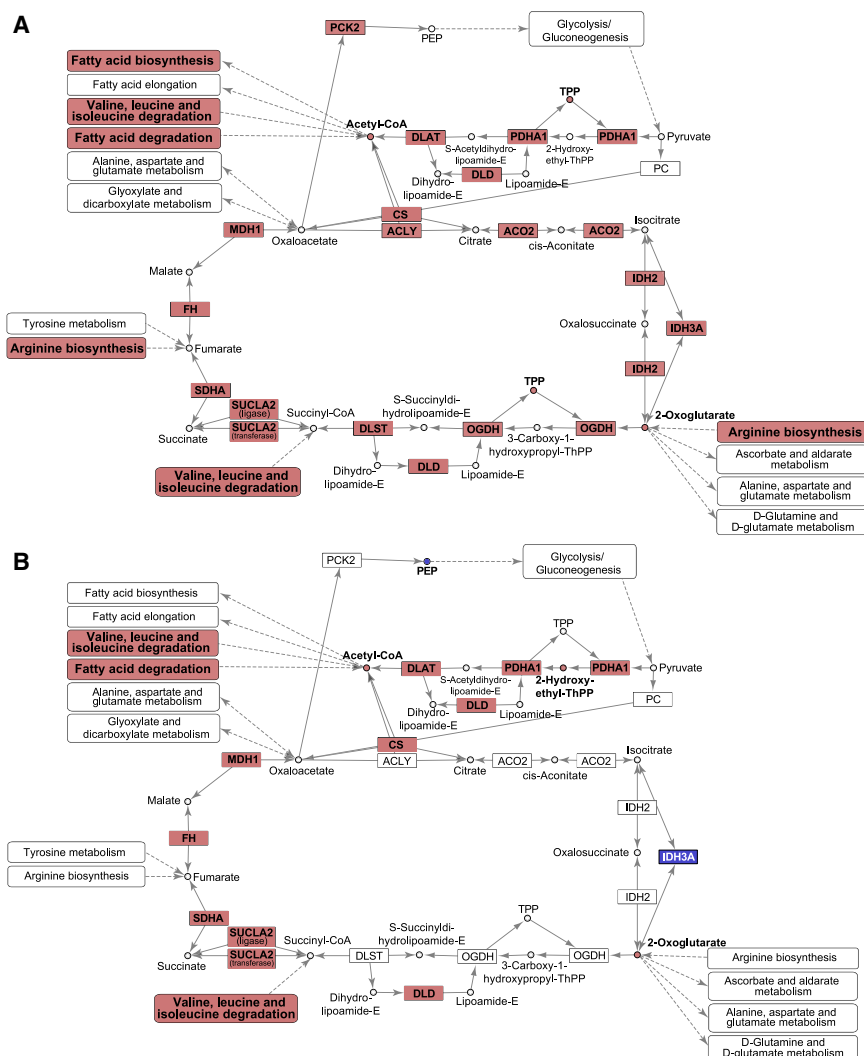 A
PCK2
PEP
Glycolysis/
Gluconeogenesis
Fatty acid biosynthesis
Fatty acid elongation
Valine, leucine and
isoleucine degradation
Fatty acid degradation
Alanine, aspartate and
glutamate metabolism
Glyoxylate and
dicarboxylate metabolism
TPP
Acetyl-CoA
DLAT
S-Acetyldihydro-
lipoamide-E
PDHA1
2-Hydroxy-
ethyl-ThPP
PDHA1
Pyruvate
PC
Dihydro-
lipoamide-E
DLD
Lipoamide-E
CS
ACLY
MDH1
Oxaloacetate
Citrate
ACO2
cis-Aconitate
ACO2
Isocitrate
Malate
IDH2
FH
Oxalosuccinate
IDH3A
Tyrosine metabolism
Arginine biosynthesis
Fumarate
IDH2
SDHA
SUCLA2
(ligase)
SUCLA2
(transferase)
Succinate
Succinyl-CoA
S-Succinyldi-
hydrolipoamide-E
TPP
DLST
OGDH
3-Carboxy-1-
hydroxypropyl-ThPP
OGDH
2-Oxoglutarate
Valine, leucine and
isoleucine degradation
Dihydro-
lipoamide-E
DLD
Lipoamide-E
Arginine biosynthesis
Ascorbate and aldarate
metabolism
Alanine, aspartate and
glutamate metabolism
D-Glutamine and
D-glutamate metabolism
B
PCK2
PEP
Glycolysis/
Gluconeogenesis
Fatty acid biosynthesis
Fatty acid elongation
Valine, leucine and
isoleucine degradation
Fatty acid degradation
Alanine, aspartate and
glutamate metabolism
Glyoxylate and
dicarboxylate metabolism
TPP
Acetyl-CoA
DLAT
S-Acetyldihydro-
lipoamide-E
PDHA1
2-Hydroxy-
ethyl-ThPP
PDHA1
Pyruvate
PC
Dihydro-
lipoamide-E
DLD
Lipoamide-E
CS
ACLY
MDH1
Oxaloacetate
Citrate
ACO2
cis-Aconitate
ACO2
Isocitrate
Malate
IDH2
FH
Oxalosuccinate
IDH3A
Tyrosine metabolism
Arginine biosynthesis
Fumarate
IDH2
SDHA
SUCLA2
(ligase)
SUCLA2
(transferase)
Succinate
Succinyl-CoA
S-Succinyldi-
hydrolipoamide-E
TPP
DLST
OGDH
3-Carboxy-1-
hydroxypropyl-ThPP
OGDH
2-Oxoglutarate
Valine, leucine and
isoleucine degradation
Dihydro-
lipoamide-E
DLD
Lipoamide-E
Arginine biosynthesis
Ascorbate and aldarate
metabolism
Alanine, aspartate and
glutamate metabolism
D-Glutamine and
D-glutamate metabolism